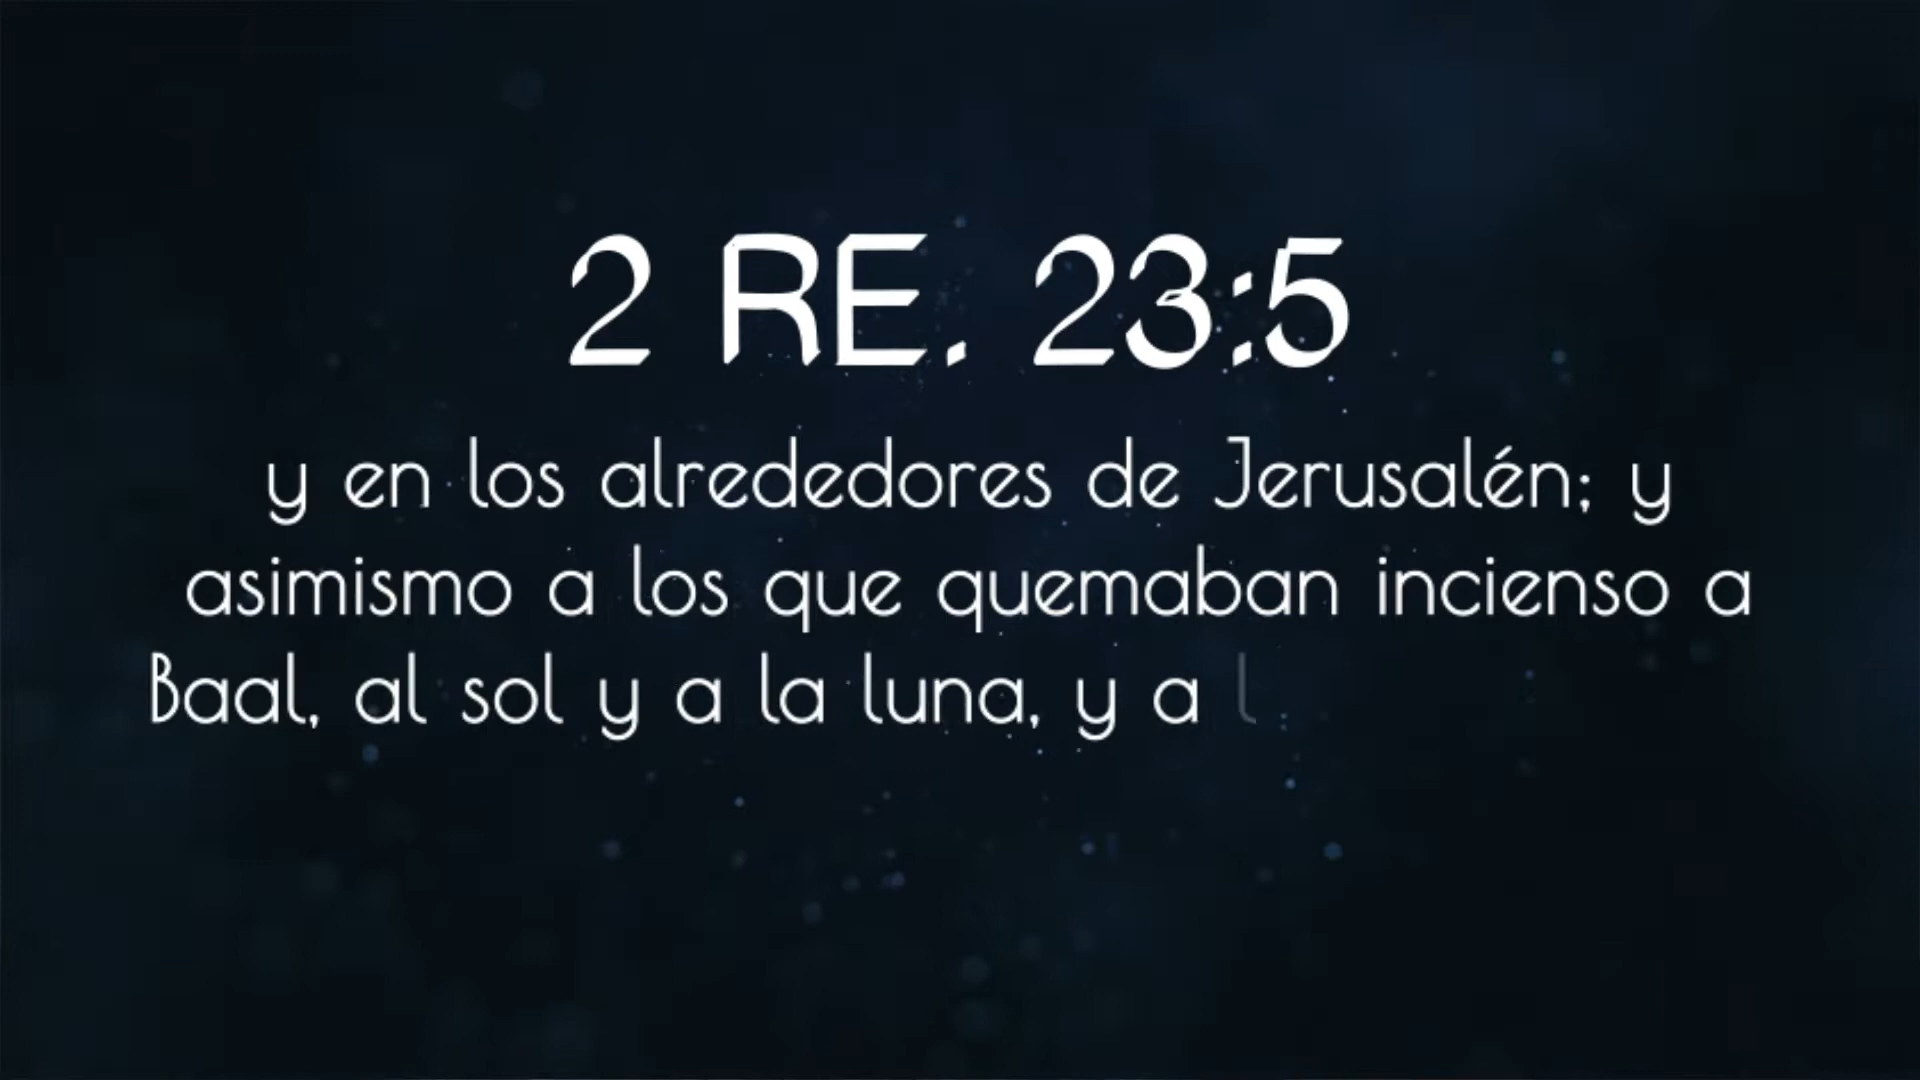 2 RE. 23:5
y en los alrededores de Jerusalén; y
asimismo a los que quemaban incienso a
Baal, al sol y a la luna, y a l